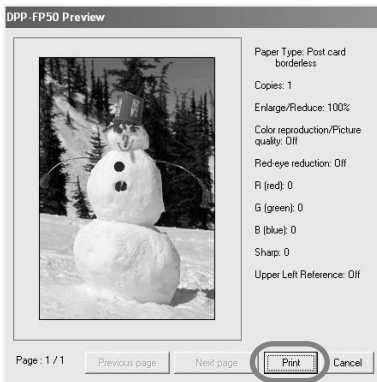 DPP-FP50 Preview
Paper Type: Post card
borderless
Copies: 1
Enlarge/Reduce: 100%
Color reproduction/Picture
quality: Off
Red-eye reduction: Off
R (red): 0
G (green): 0
B (blue): 0
Sharp: 0
Upper Left Reference: Off
Page : 1 / 1
Previous page
Next page
Print
Cancel